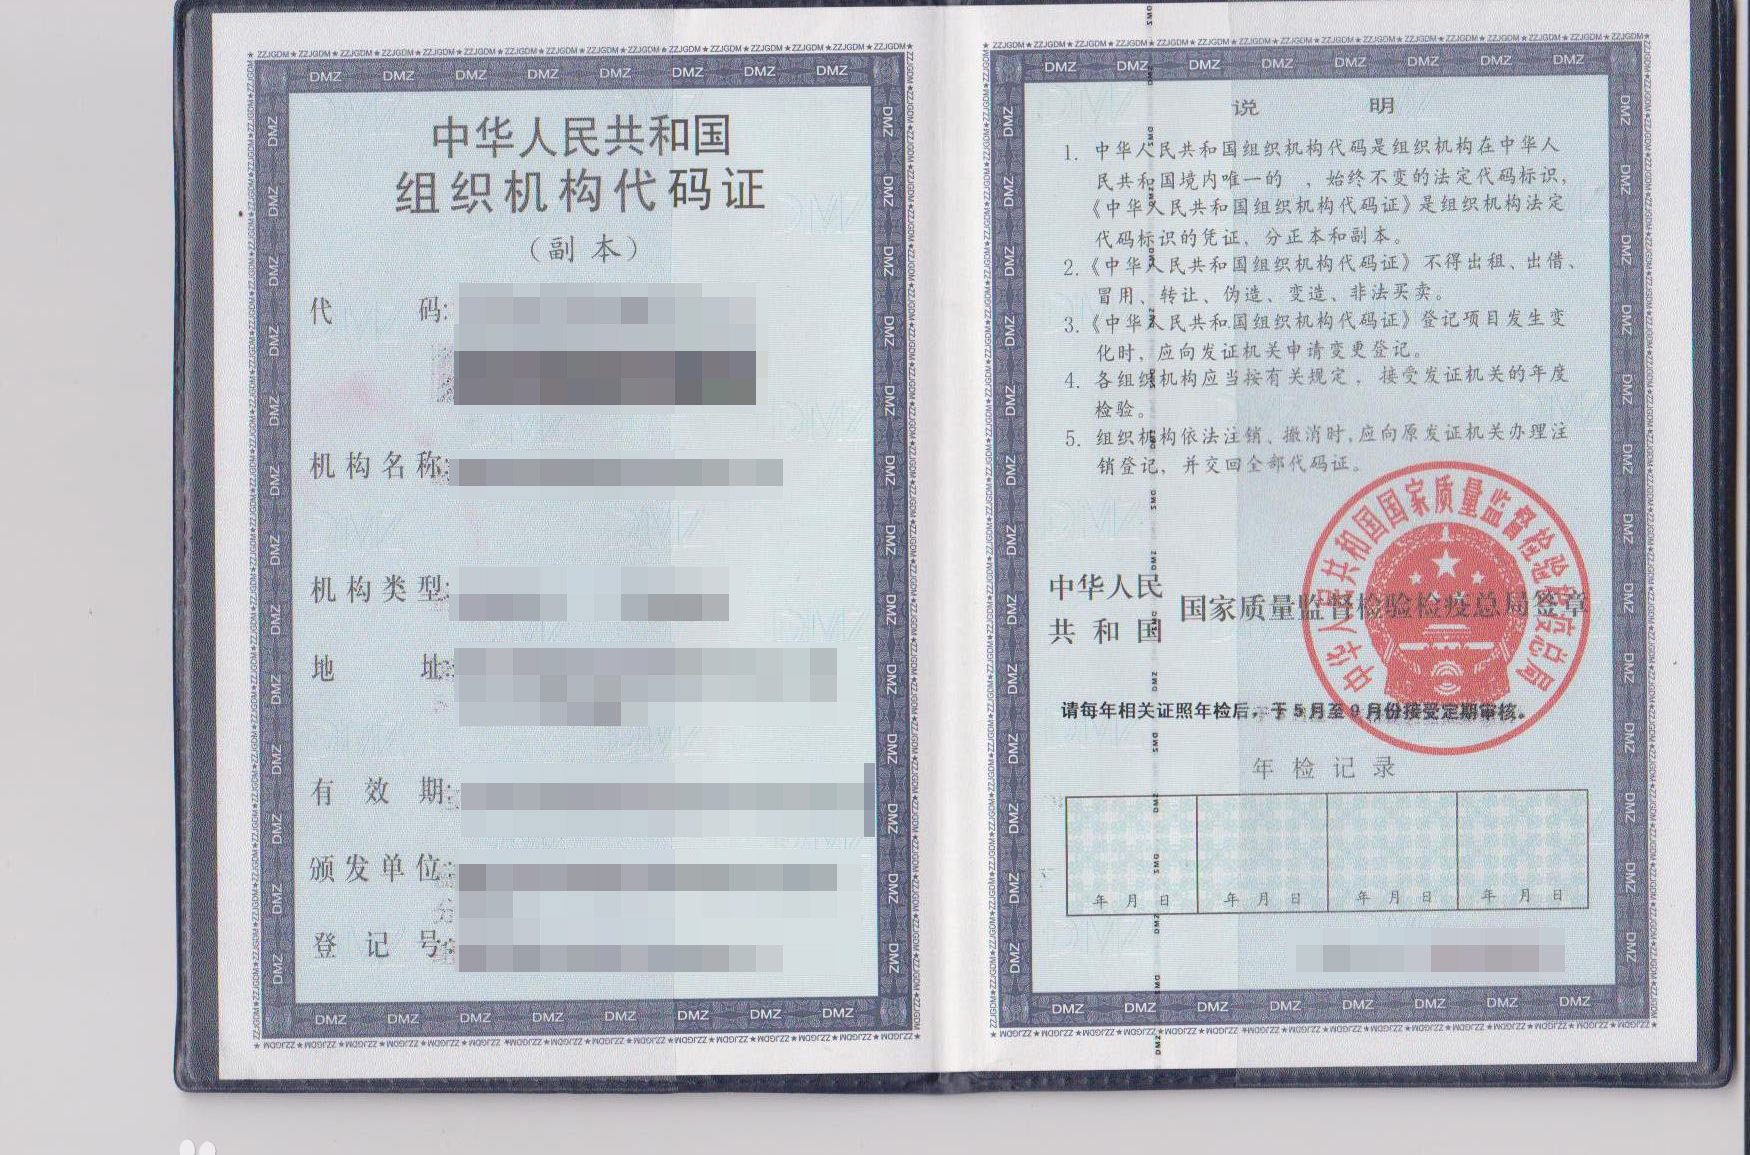 中华人民共和国
组织机构代码证
（副 本）
代 码:
机构名称:
机构类型:
地 址:
有 效 期:
颁发单位:
登 记 号:
说 明
1. 中华人民共和国组织机构代码是组织机构在中华人
民共和国境内唯一的 、始终不变的法定代码标识,
《中华人民共和国组织机构代码证》是组织机构法定
代码标识的凭证, 分正本和副本。
2.《中华人民共和国组织机构代码证》不得出租、出借、
冒用、转让、伪造、变造、非法买卖。
3.《中华人民共和国组织机构代码证》登记项目发生变
化时, 应向发证机关申请变更登记。
4. 各组织机构应当按有关规定, 接受发证机关的年度
检验。
5. 组织机构依法注销、撤消时,应向原发证机关办理注
销登记, 并交回全部代码证。
中华人民共和国国家质量监督检验检疫总局
中华人民
共 和 国
国家质量监督检验检疫总局签章
请每年相关证照年检后，于5月至9月份接受定期审核。
年 检 记 录
年 月 日 年 月 日 年 月 日 年 月 日